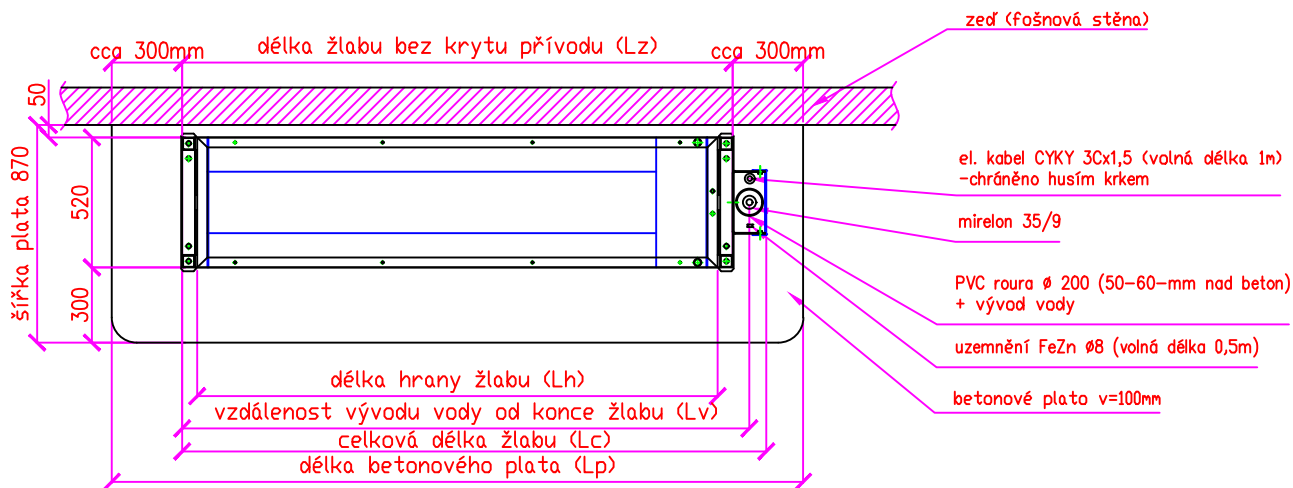 zeď (fošnová stěna)
cca 300mm
délka žlabu bez krytu přívodu (Lz)
cca 300mm
50
šířka plata 870
520
300
el. kabel CYKY 3Cx1,5 (volná délka 1m)
-chráněno husím krkem
mirelon 35/9
PVC roura ø 200 (50-60-mm nad beton)
+ vývod vody
uzemnění FeZn ø8 (volná délka 0,5m)
betonové plato v=100mm
délka hrany žlabu (Lh)
vzdálenost vývodu vody od konce žlabu (Lv)
celková délka žlabu (Lc)
délka betonového plata (Lp)